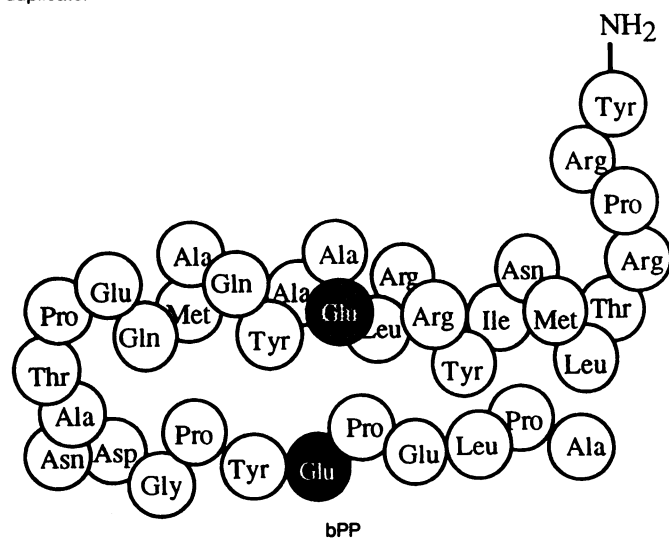 NH2
Tyr
Arg
Pro
Arg
Thr
Leu
Met
Asn
Ile
Tyr
Arg
Arg
Leu
Glu
Ala
Ala
Tyr
Gln
Ala
Met
Gln
Glu
Pro
Thr
Ala
Asn
Asp
Gly
Pro
Tyr
Glu
Pro
Glu
Leu
Pro
Ala
bPP